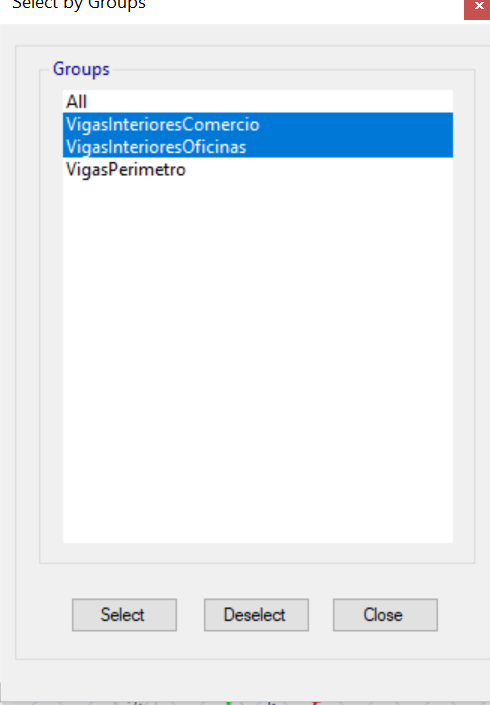 Select by Groups
×
Groups
All
VigasInterioresComercio
VigasInterioresOficinas
VigasPerimetro
Select
Deselect
Close